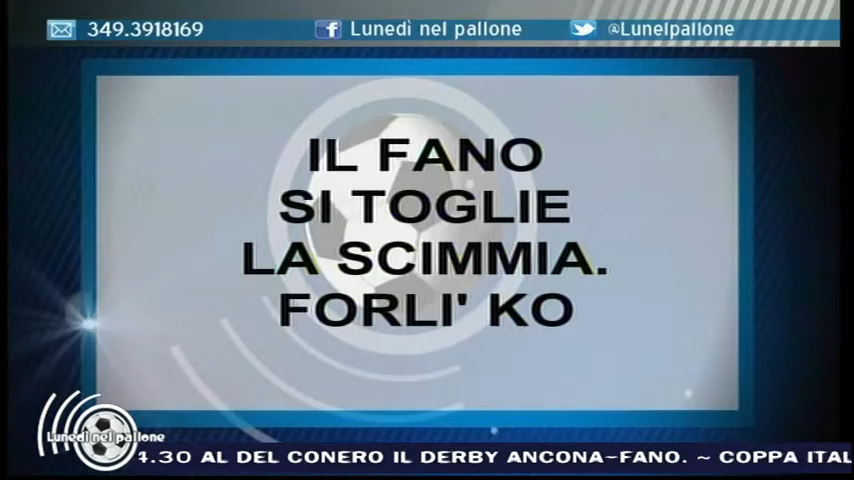 349.3918169 Lunedì nel pallone @Lunelpallone
IL FANO
SI TOGLIE
LA SCIMMIA.
FORLI' KO
Lunedì nel pallone
4.30 AL DEL CONERO IL DERBY ANCONA-FANO. ~ COPPA ITAL